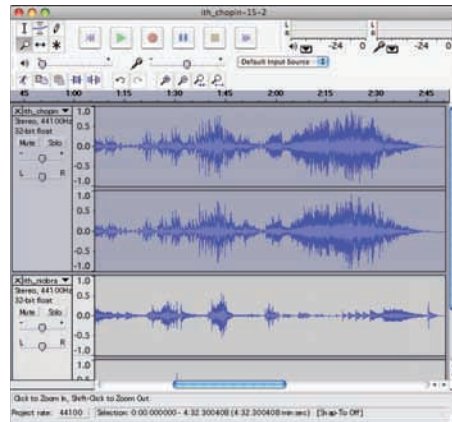 ith_chopin-15-2
L
R
-24 0
L
R
-24 0
Default Input Source
45 1:00 1:15 1:30 1:45 2:00 2:15 2:30 2:45
X ith_chopin ▼
Stereo, 44100Hz
32-bit float
Mute Solo
- +
L R
1.0
0.5
0.0
-0.5
-1.0
1.0
0.5
0.0
-0.5
-1.0
X ith_niobrs ▼
Stereo, 44100Hz
32-bit float
Mute Solo
- +
L R
1.0
0.5
0.0
-0.5
-1.0
1.0
0.5
Click to Zoom In, Shift-Click to Zoom Out
Project rate: 44100 Selection: 0:00.000000 - 4:32.300408 (4:32.300408 min:sec) [Snap-To Off]